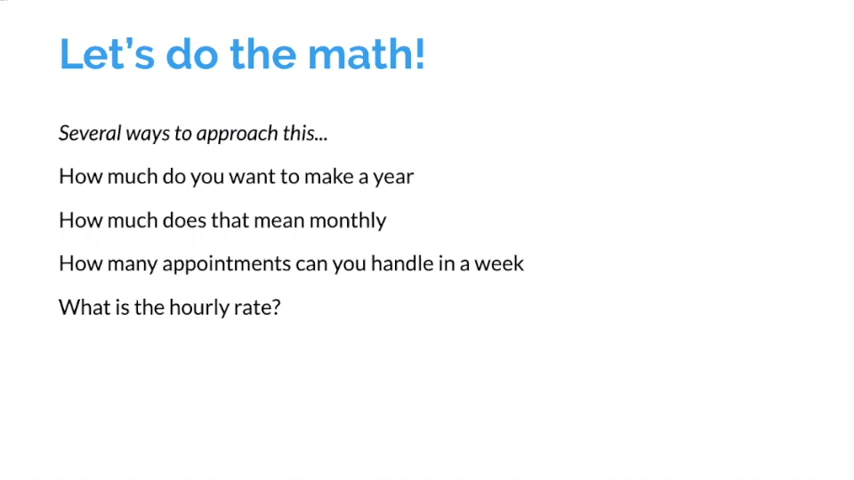 Let’s do the math!
Several ways to approach this...
How much do you want to make a year
How much does that mean monthly
How many appointments can you handle in a week
What is the hourly rate?